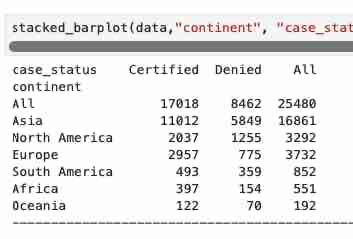 stacked_barplot(data,"continent", "case_stat
case_status Certified Denied All
continent
All 17018 8462 25480
Asia 11012 5849 16861
North America 2037 1255 3292
Europe 2957 775 3732
South America 493 359 852
Africa 397 154 551
Oceania 122 70 192
------------------------------------------------